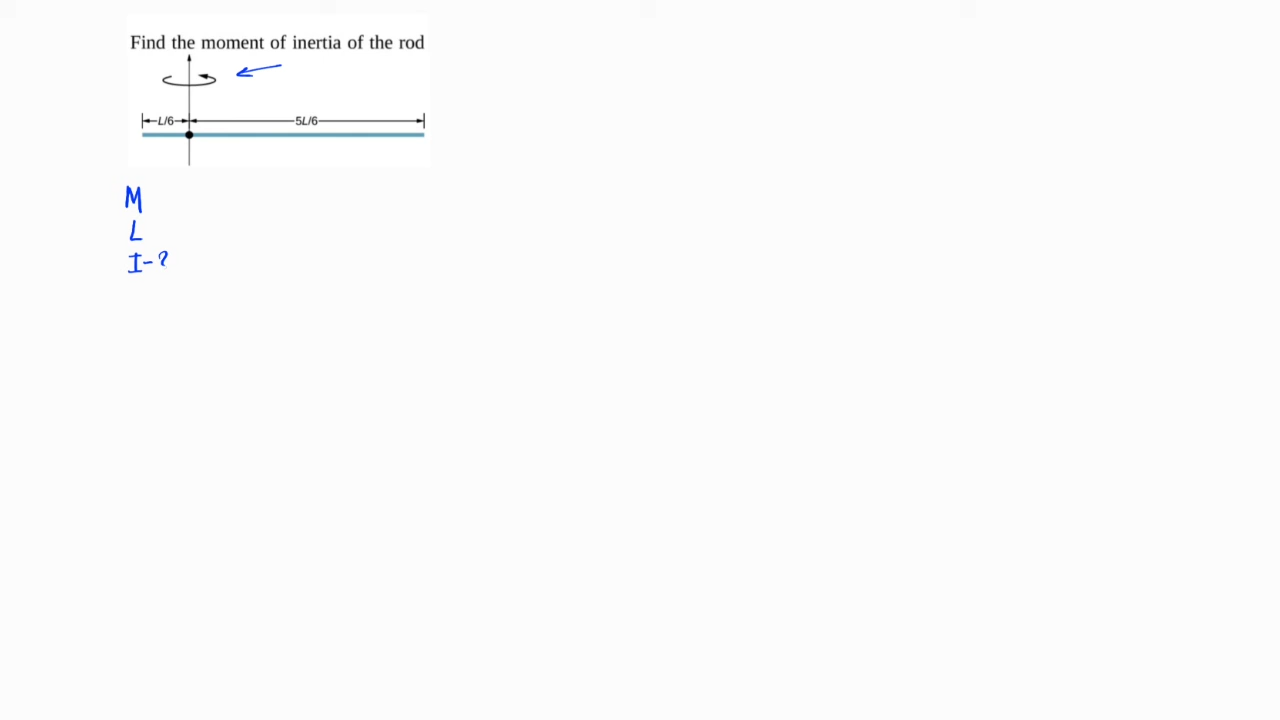 Find the moment of inertia of the rod
L/6 5L/6
M
L
I-?